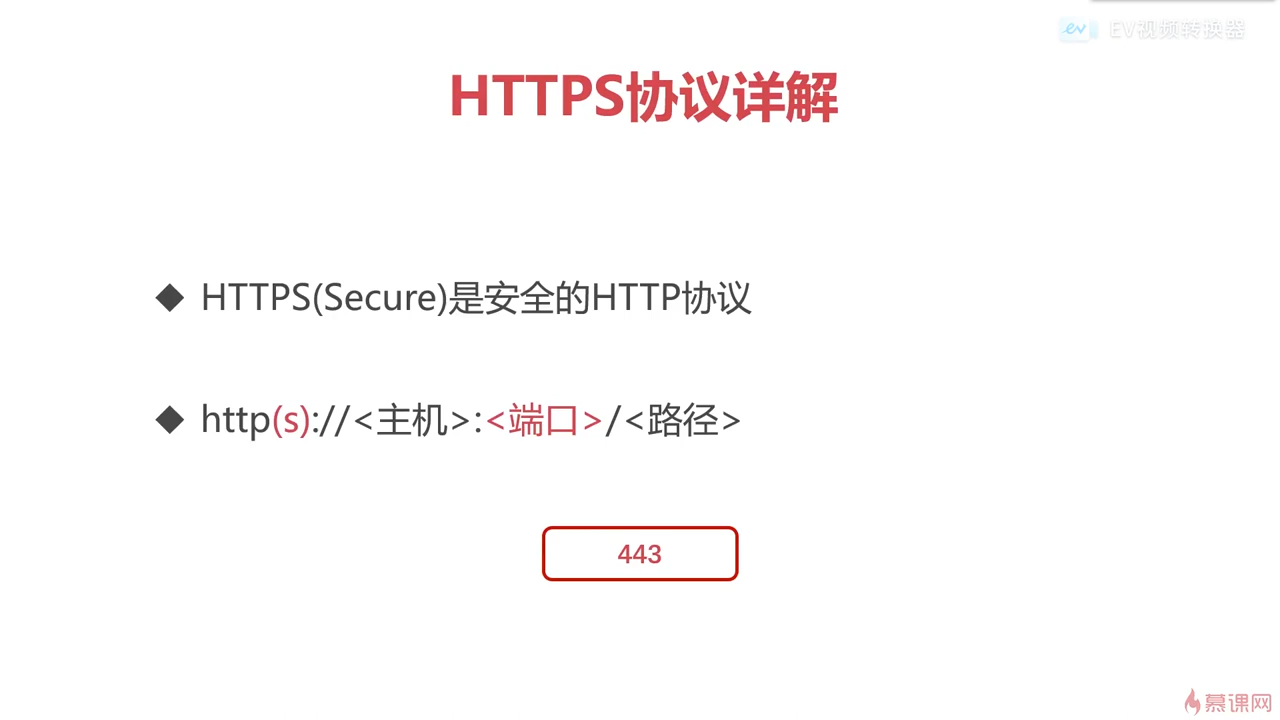 EV视频转换器
HTTPS协议详解
◆ HTTPS(Secure)是安全的HTTP协议
◆ http(s)://<主机>:<端口>/<路径>
443
慕课网